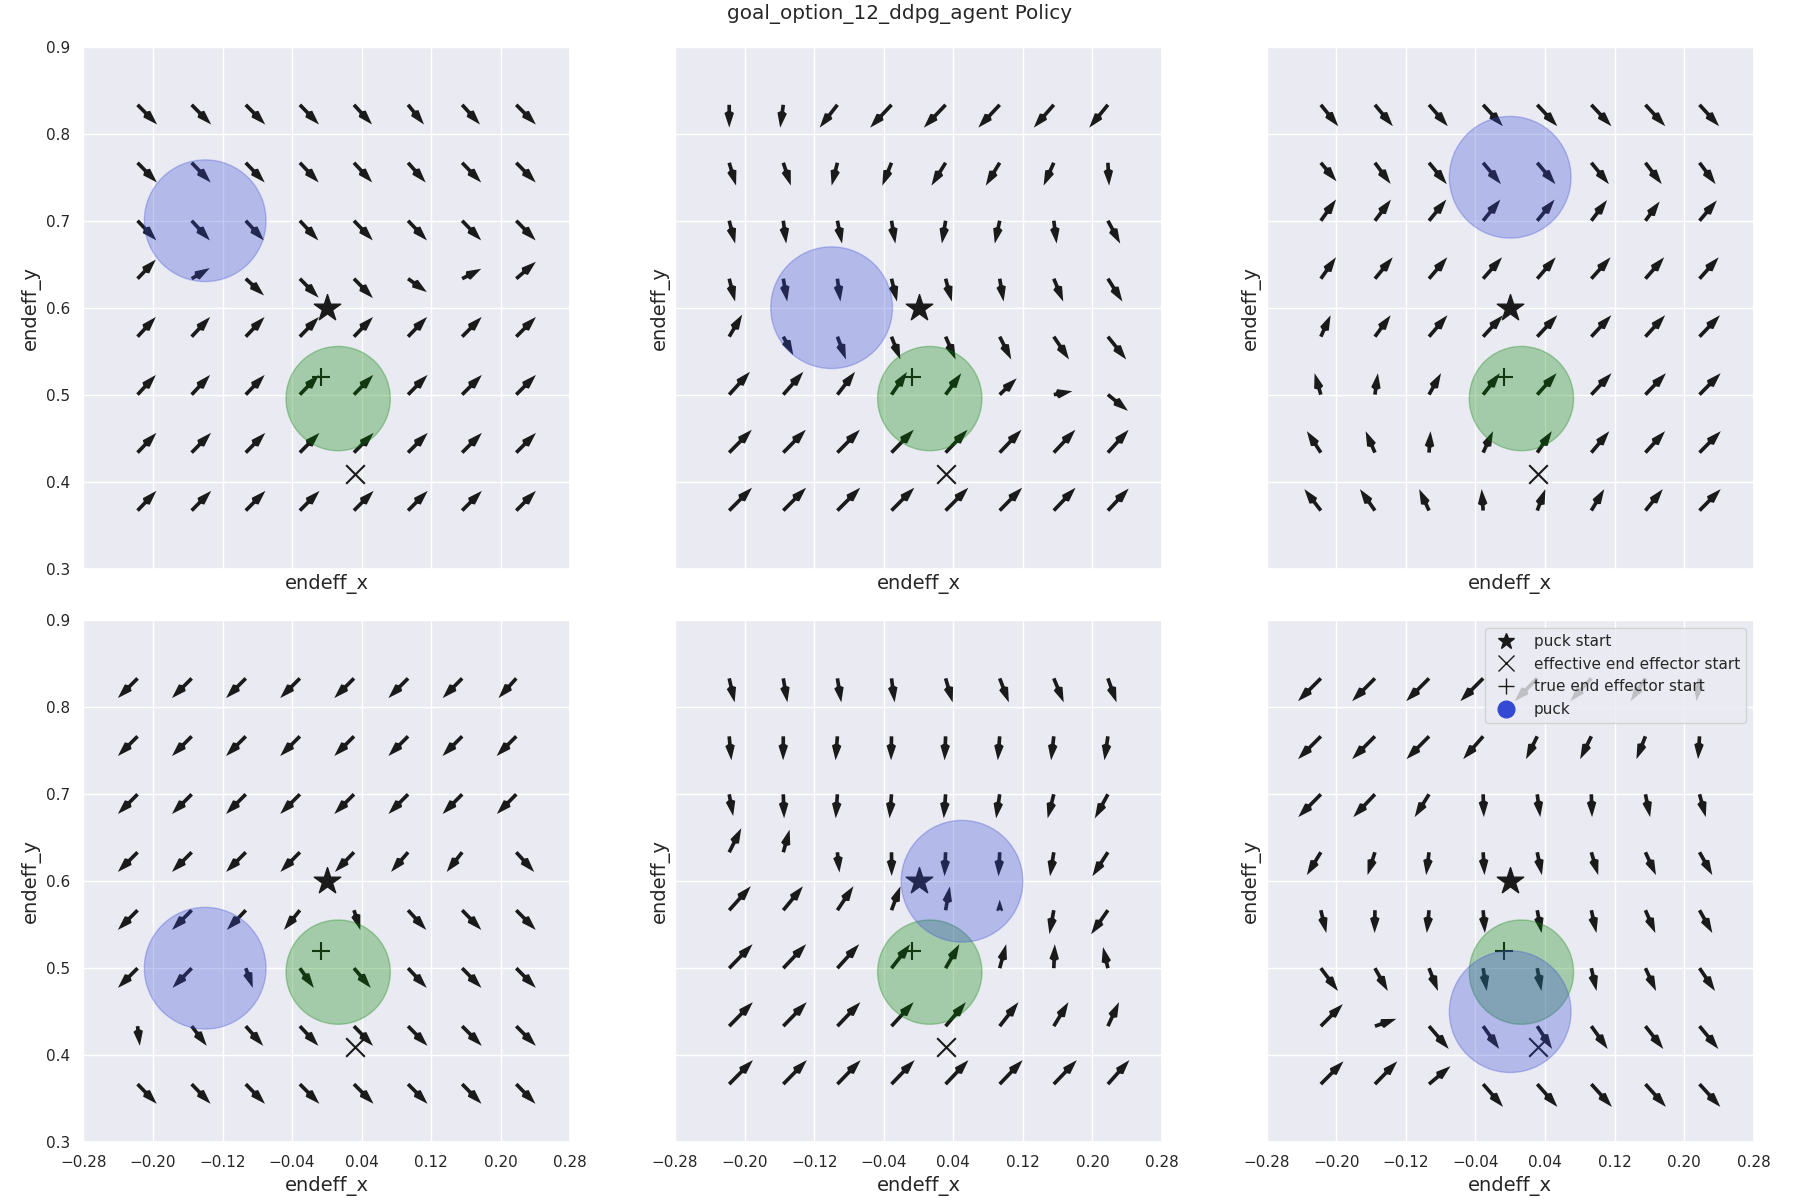 goal_option_12_ddpg_agent Policy
0.9
0.8
0.7
0.6
0.5
0.4
0.3
endeff_y
endeff_x
endeff_y
endeff_x
endeff_y
endeff_x
0.9
0.8
0.7
0.6
0.5
0.4
0.3
endeff_y
−0.28 −0.20 −0.12 −0.04 0.04 0.12 0.20 0.28
endeff_x
endeff_y
−0.28 −0.20 −0.12 −0.04 0.04 0.12 0.20 0.28
endeff_x
puck start
effective end effector start
true end effector start
puck
endeff_y
−0.28 −0.20 −0.12 −0.04 0.04 0.12 0.20 0.28
endeff_x